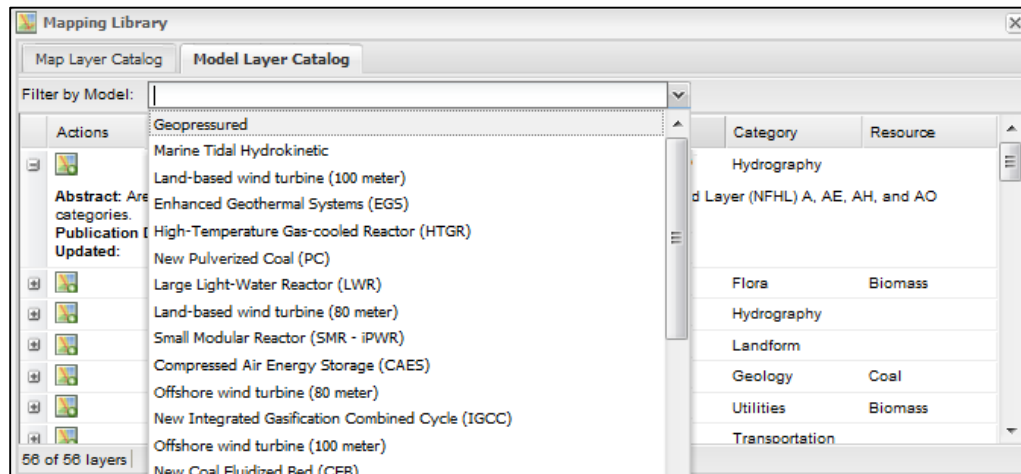 Mapping Library
Map Layer Catalog
Model Layer Catalog
Filter by Model:
Actions
Category
Resource
Geopressured
Marine Tidal Hydrokinetic
Land-based wind turbine (100 meter)
Enhanced Geothermal Systems (EGS)
High-Temperature Gas-cooled Reactor (HTGR)
New Pulverized Coal (PC)
Large Light-Water Reactor (LWR)
Land-based wind turbine (80 meter)
Small Modular Reactor (SMR - iPWR)
Compressed Air Energy Storage (CAES)
Offshore wind turbine (80 meter)
New Integrated Gasification Combined Cycle (IGCC)
Offshore wind turbine (100 meter)
New Coal Fluidized Bed (CFB)
Hydrography
Abstract: Are
d Layer (NFHL) A, AE, AH, and AO
categories.
Publication
Updated:
Flora Biomass
Hydrography
Landform
Geology Coal
Utilities Biomass
Transportation
56 of 56 layers